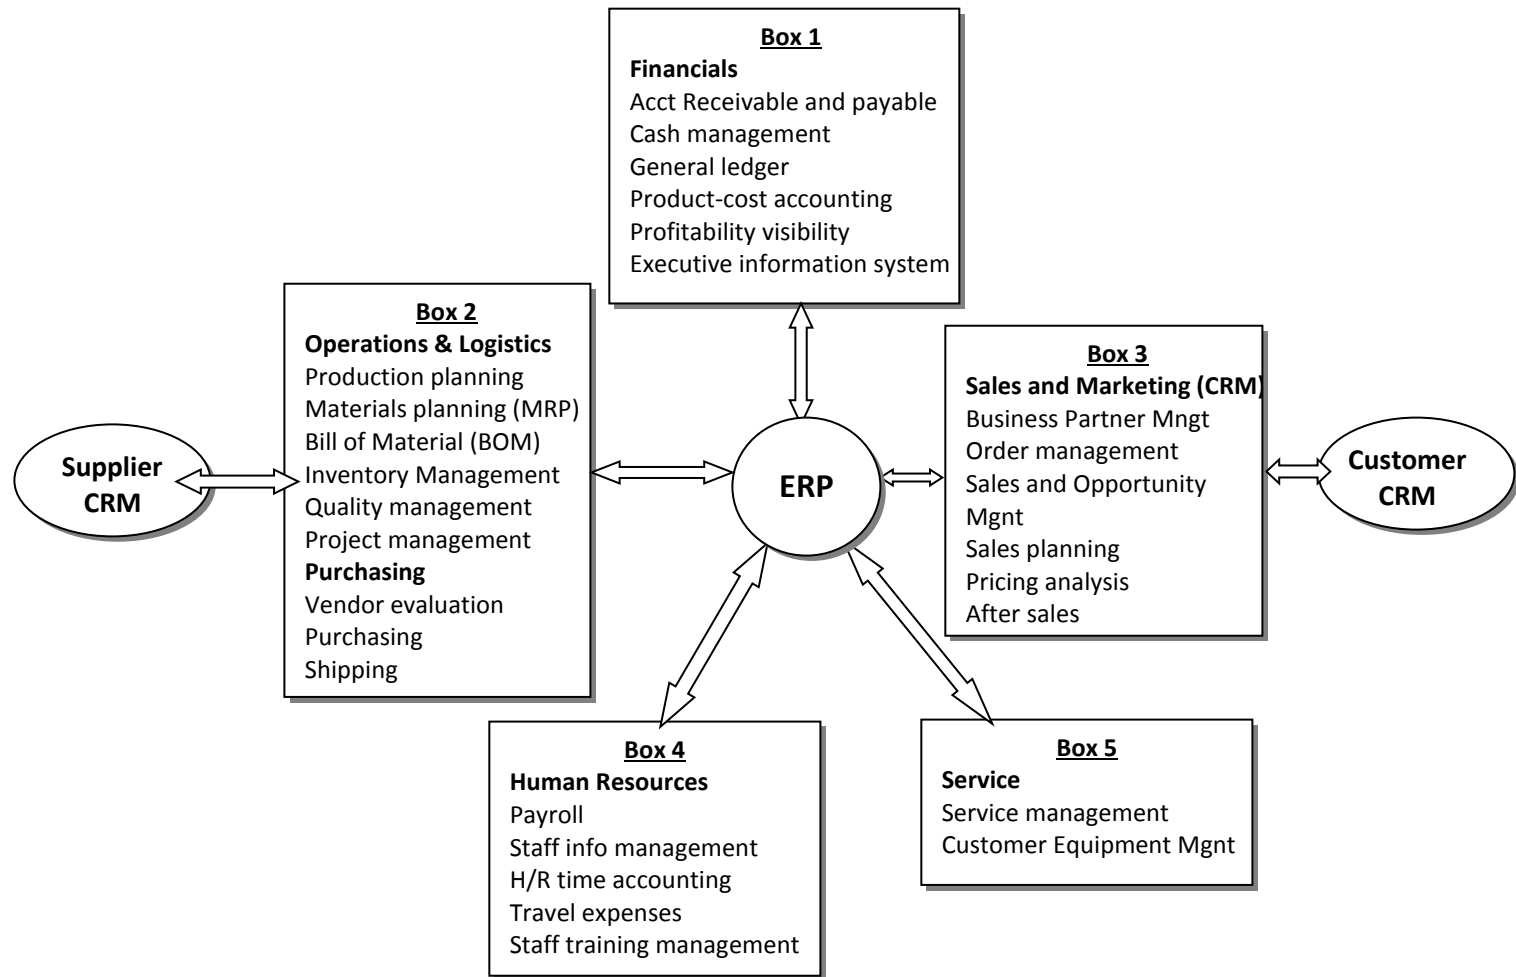 Box 1
Financials
Acct Receivable and payable
Cash management
General ledger
Product-cost accounting
Profitability visibility
Executive information system
Box 2
Operations & Logistics
Production planning
Materials planning (MRP)
Bill of Material (BOM)
Inventory Management
Quality management
Project management
Purchasing
Vendor evaluation
Purchasing
Shipping
Box 3
Sales and Marketing (CRM)
Business Partner Mngt
Order management
Sales and Opportunity
Mgnt
Sales planning
Pricing analysis
After sales
Supplier
CRM
ERP
Customer
CRM
Box 4
Human Resources
Payroll
Staff info management
H/R time accounting
Travel expenses
Staff training management
Box 5
Service
Service management
Customer Equipment Mgnt